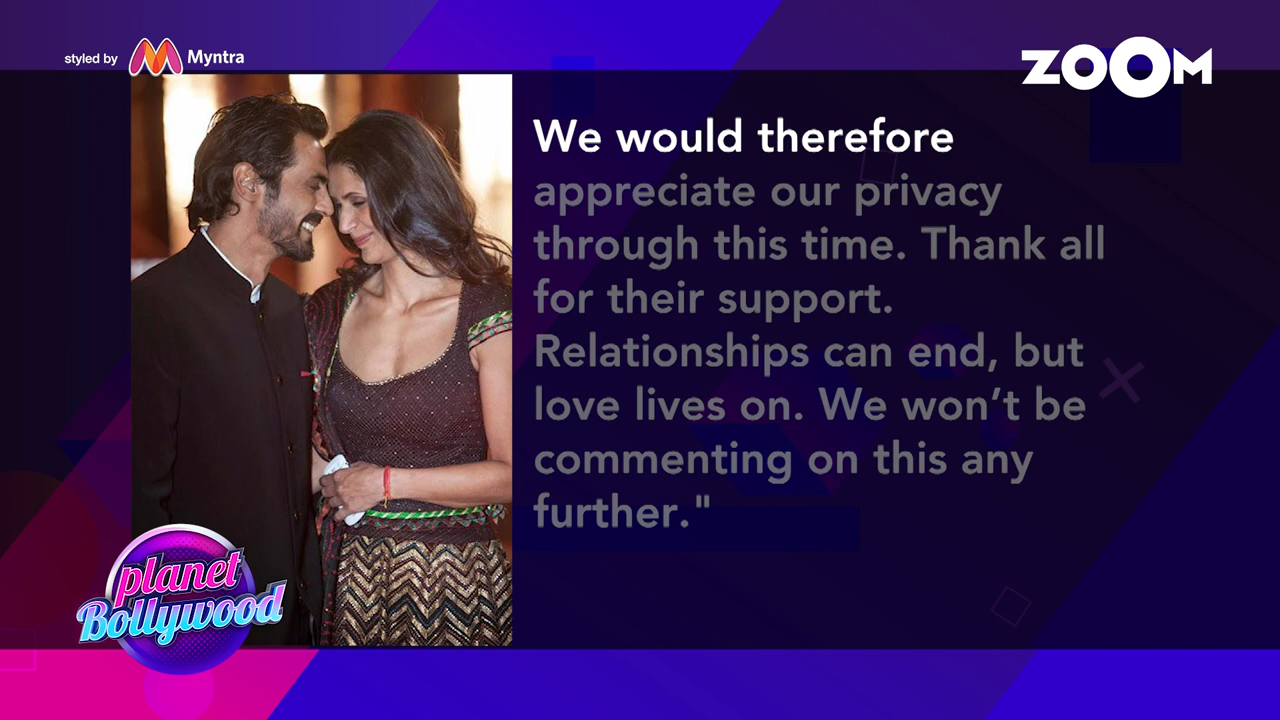 styled by Myntra
ZOOM
We would therefore
appreciate our privacy
through this time. Thank all
for their support.
Relationships can end, but
love lives on. We won’t be
commenting on this any
further."
planet
Bollywood